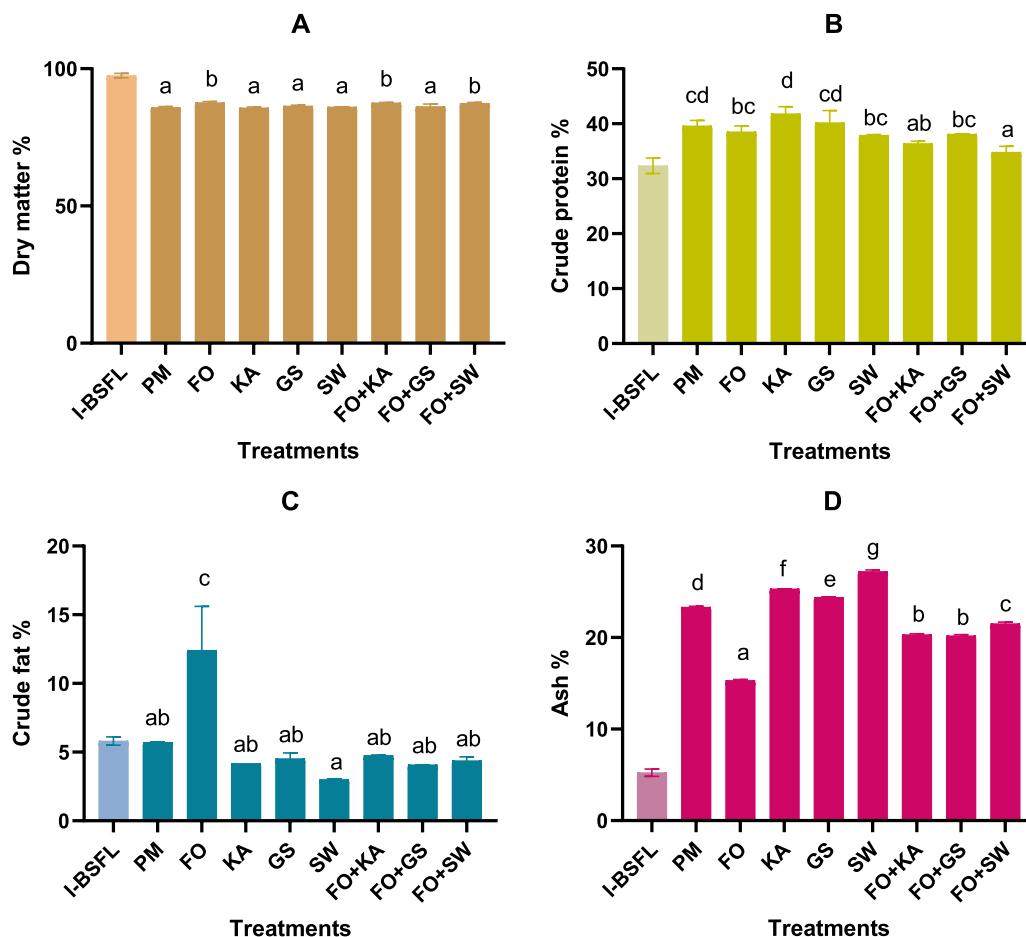 A
Dry matter %
100
50
0
a
b
a
a
a
b
a
b
I-BSFL
PM
FO
KA
GS
SW
FO+KA
FO+GS
FO+SW
Treatments
B
Crude protein %
50
40
30
20
10
0
cd
bc
d
cd
bc
ab
bc
a
I-BSFL
PM
FO
KA
GS
SW
FO+KA
FO+GS
FO+SW
Treatments
C
Crude fat %
20
15
10
5
0
ab
c
ab
ab
a
ab
ab
ab
I-BSFL
PM
FO
KA
GS
SW
FO+KA
FO+GS
FO+SW
Treatments
D
Ash %
30
20
10
0
d
a
f
e
g
b
b
c
I-BSFL
PM
FO
KA
GS
SW
FO+KA
FO+GS
FO+SW
Treatments